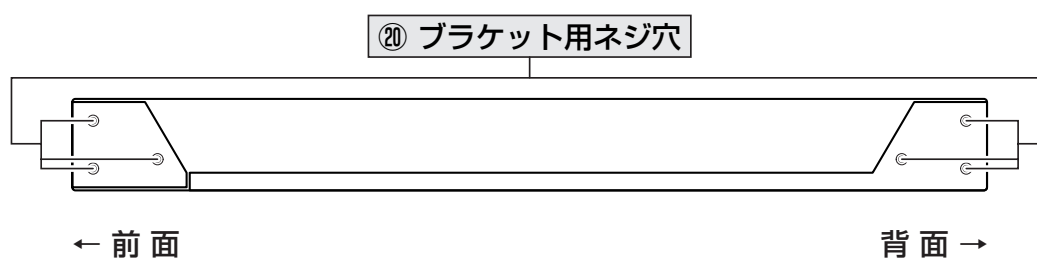 ⑳ ブラケット用ネジ穴
← 前 面
背 面 →